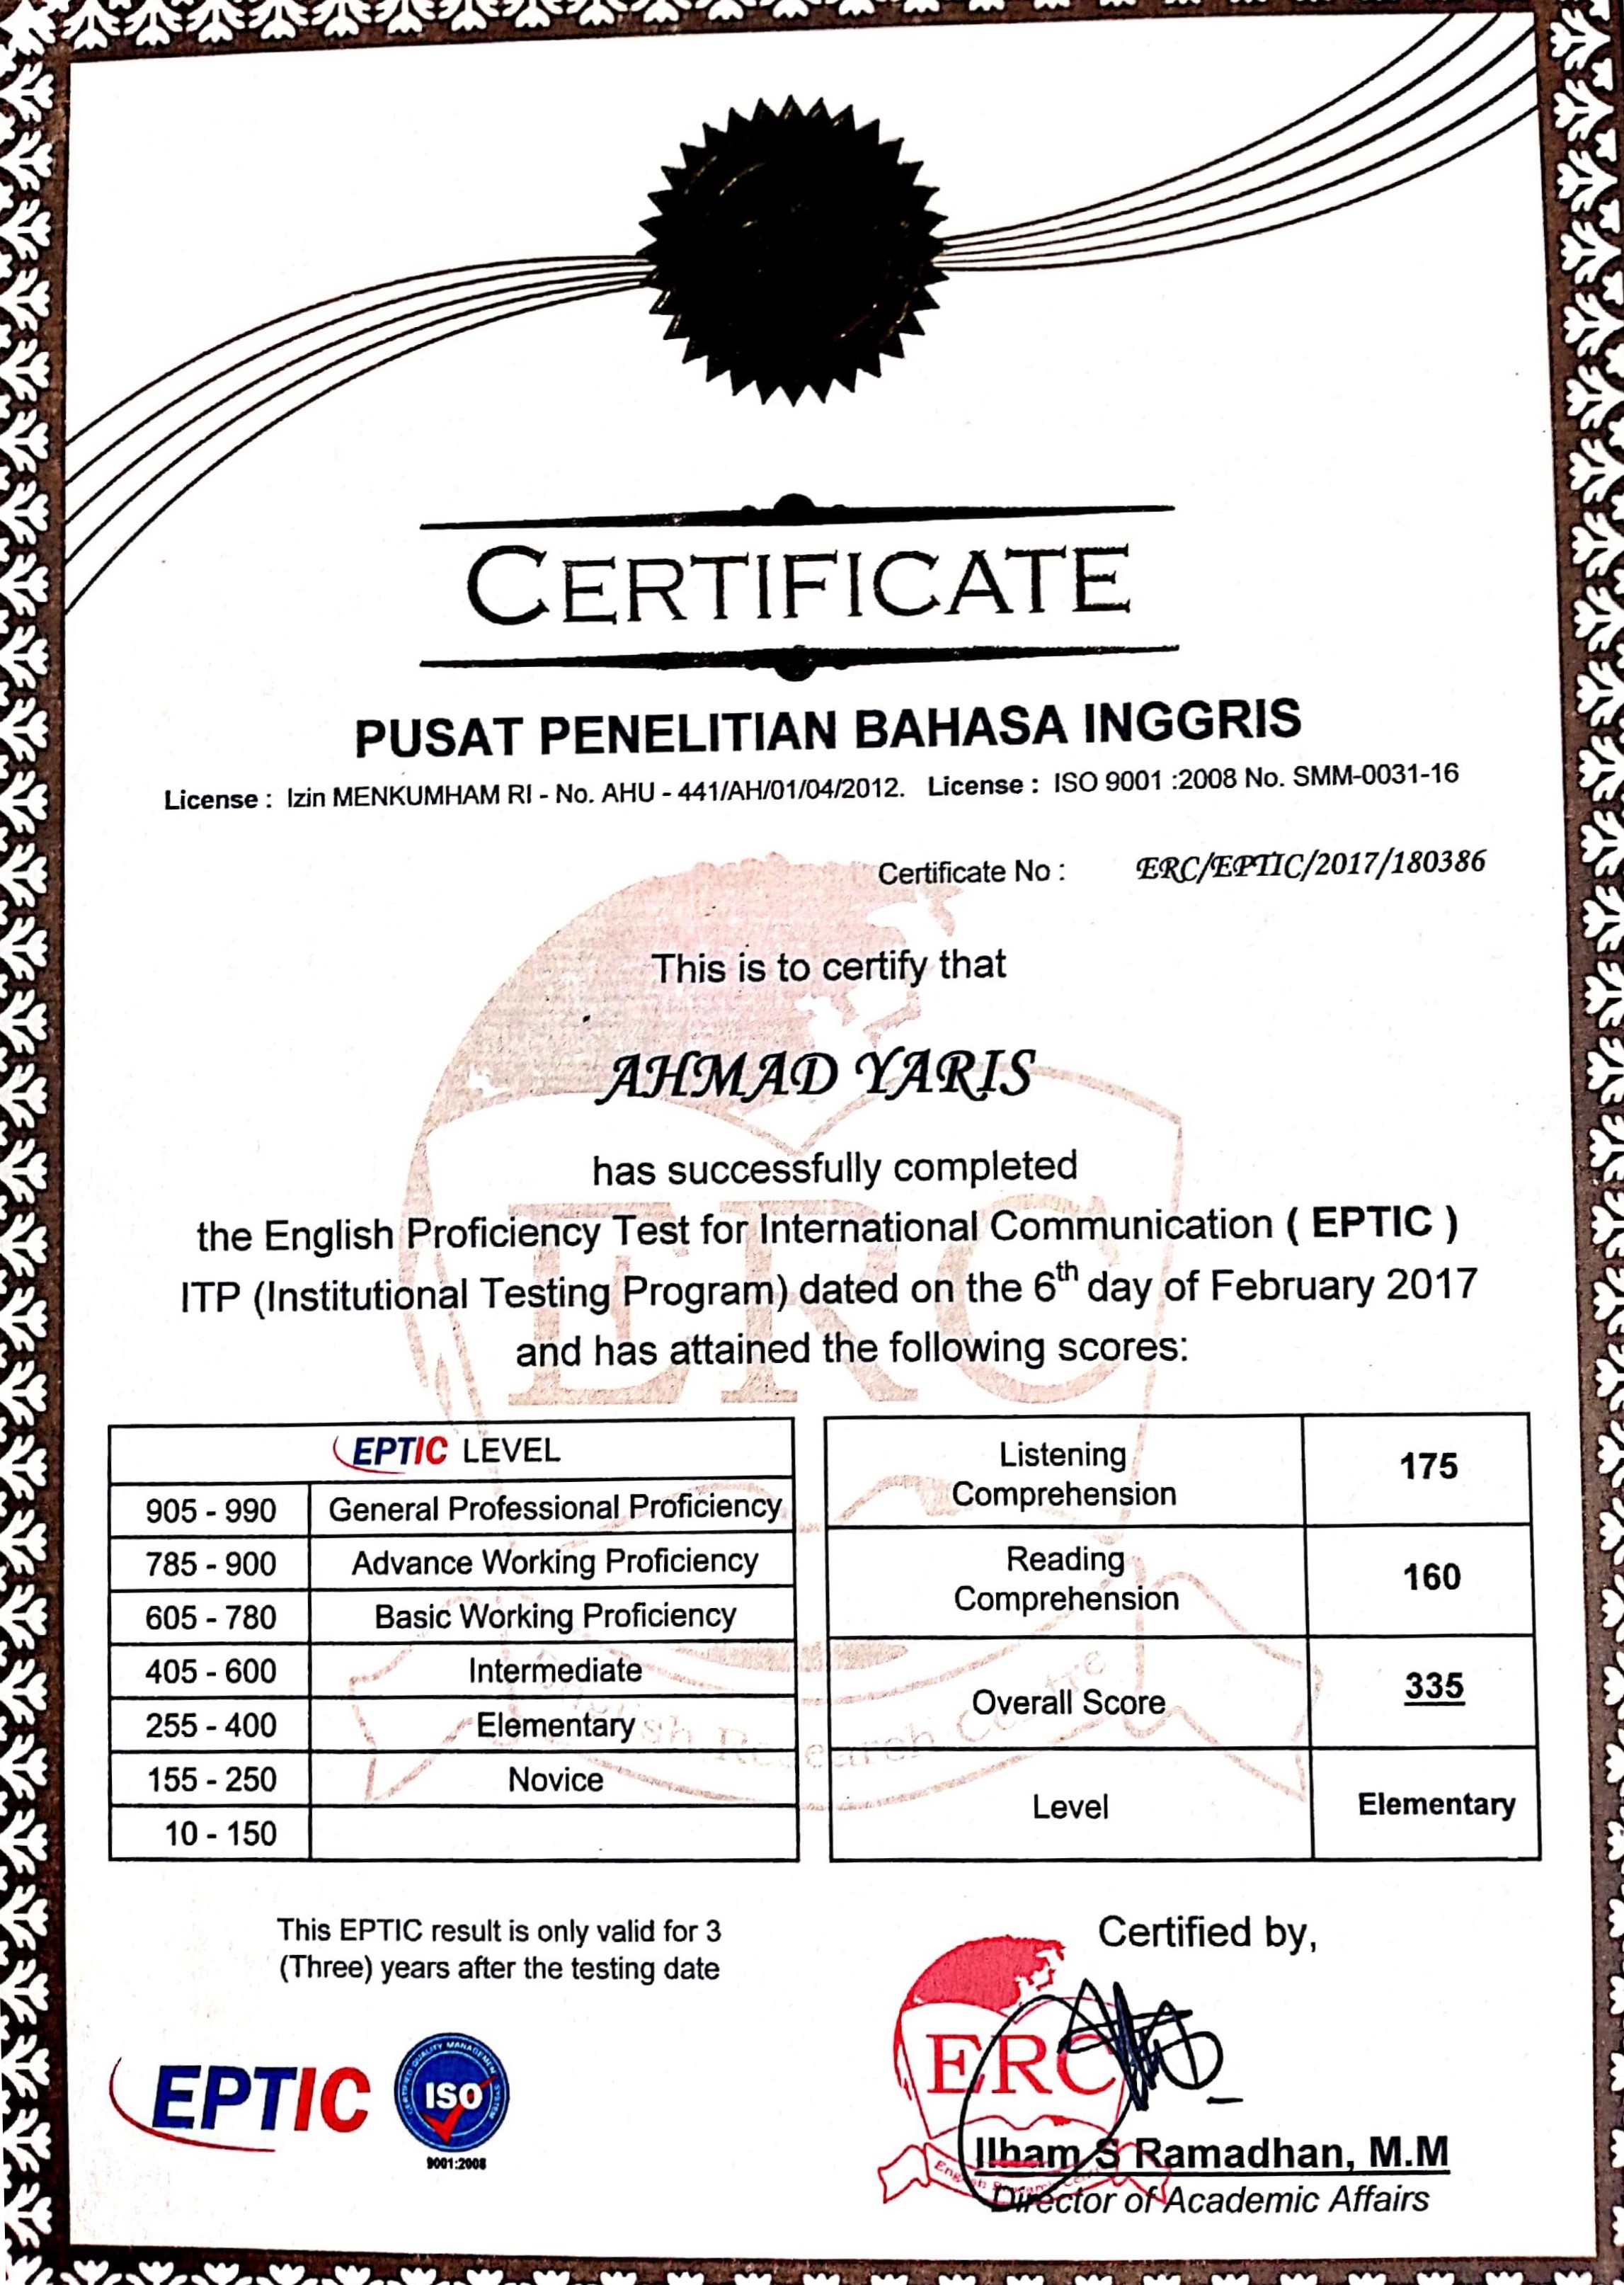 CERTIFICATE
PUSAT PENELITIAN BAHASA INGGRIS
License : Izin MENKUMHAM RI - No. AHU - 441/AH/01/04/2012. License : ISO 9001 :2008 No. SMM-0031-16
Certificate No : ERC/EPTIC/2017/180386
This is to certify that
AHMAD YARIS
has successfully completed
the English Proficiency Test for International Communication ( EPTIC )
ITP (Institutional Testing Program) dated on the 6th day of February 2017
and has attained the following scores:
ERC
English Research Centre
EPTIC LEVEL
905 - 990 General Professional Proficiency
785 - 900 Advance Working Proficiency
605 - 780 Basic Working Proficiency
405 - 600 Intermediate
255 - 400 Elementary
155 - 250 Novice
10 - 150
Listening
Comprehension 175
Reading
Comprehension 160
Overall Score 335
Level Elementary
This EPTIC result is only valid for 3
(Three) years after the testing date
EPTIC
CERTIFIED QUALITY MANAGEMENT SYSTEM
ISO
9001:2008
Certified by,
ERC
Ilham S Ramadhan, M.M
Director of Academic Affairs